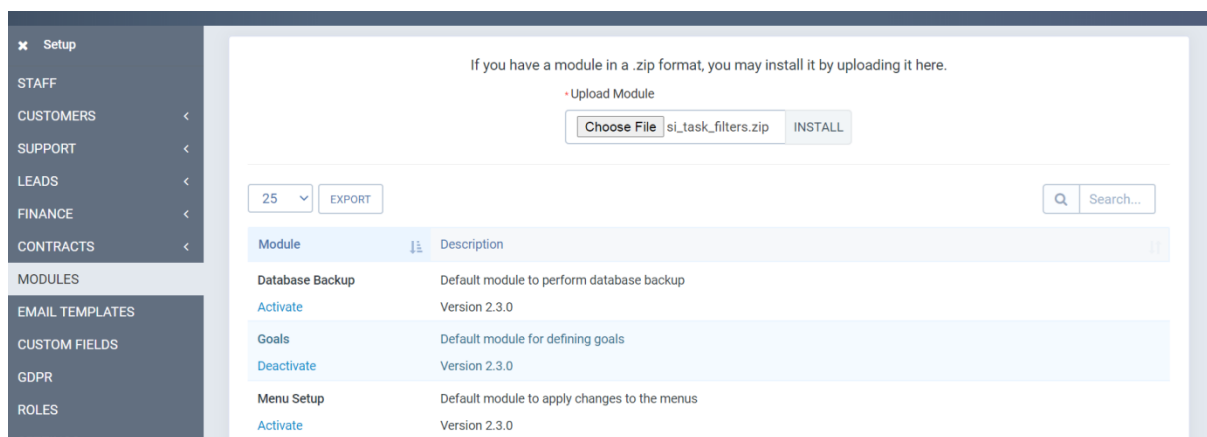 ✖ Setup
STAFF
CUSTOMERS
SUPPORT
LEADS
FINANCE
CONTRACTS
MODULES
EMAIL TEMPLATES
CUSTOM FIELDS
GDPR
ROLES
If you have a module in a .zip format, you may install it by uploading it here.
* Upload Module
Choose File si_task_filters.zip INSTALL
25 EXPORT Search...
Module Description
Database Backup Default module to perform database backup
Activate Version 2.3.0
Goals Default module for defining goals
Deactivate Version 2.3.0
Menu Setup Default module to apply changes to the menus
Activate Version 2.3.0